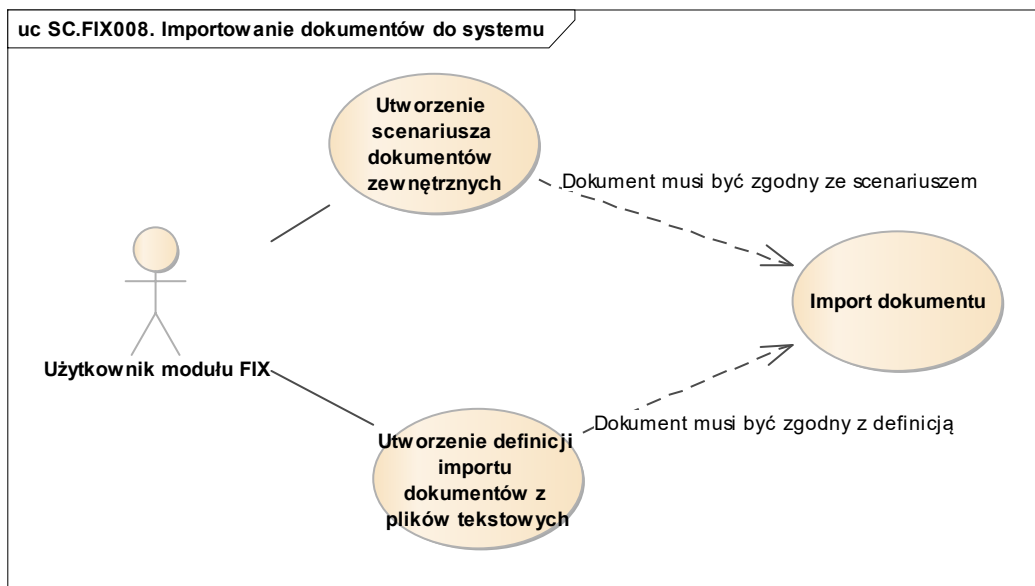 uc SC.FIX008. Importowanie dokumentów do systemu
Utworzenie
scenariusza
dokumentów
zewnętrznych
Dokument musi być zgodny ze scenariuszem
Import dokumentu
Użytkownik modułu FIX
Dokument musi być zgodny z definicją
Utworzenie definicji
importu
dokumentów z
plików tekstowych